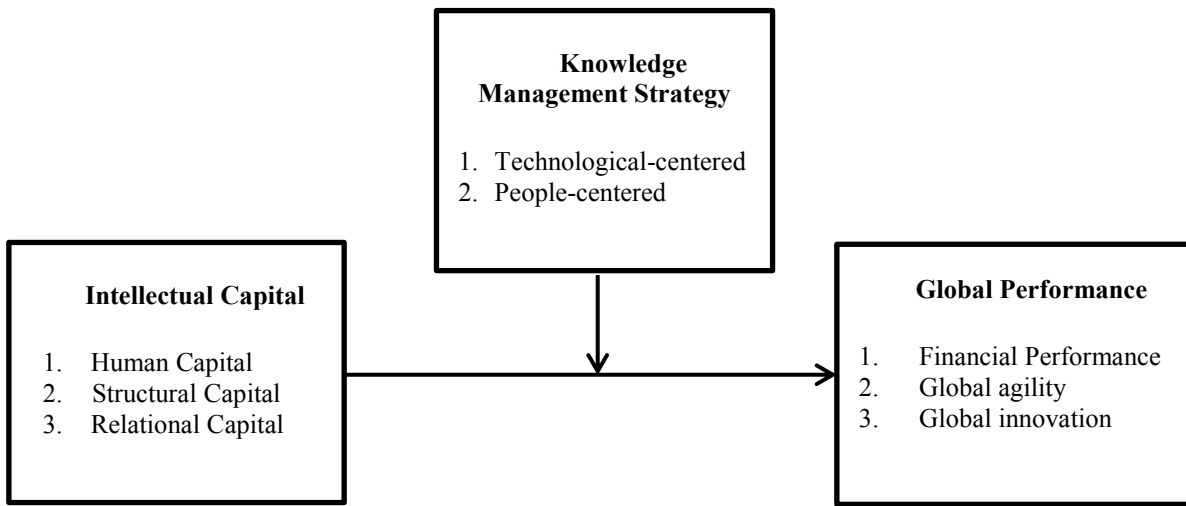 Knowledge
Management Strategy
1. Technological-centered
2. People-centered
Intellectual Capital
1. Human Capital
2. Structural Capital
3. Relational Capital
Global Performance
1. Financial Performance
2. Global agility
3. Global innovation